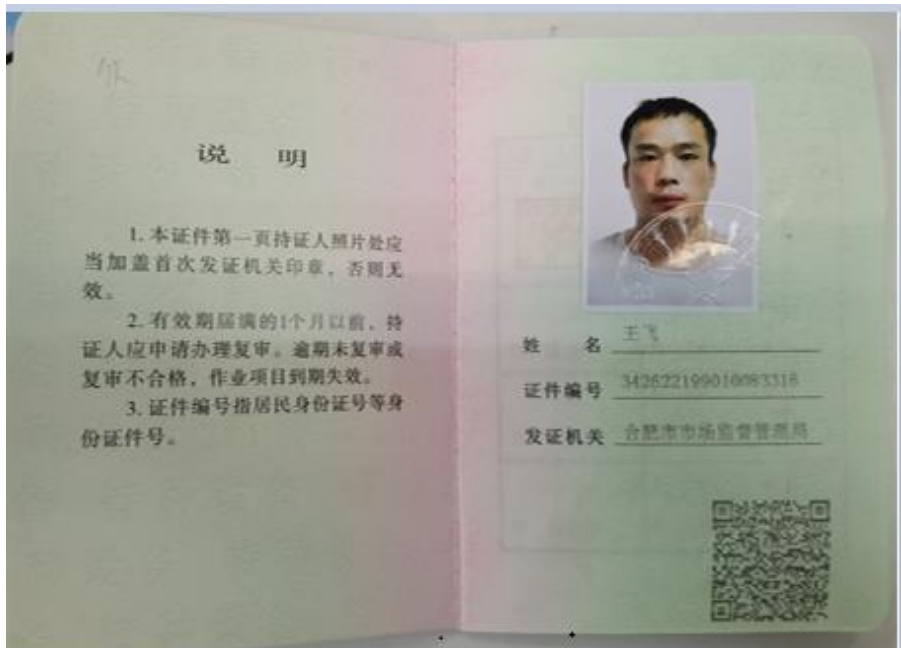 说 明
1. 本证件第一页持证人照片处应
当加盖首次发证机关印章，否则无
效。
2. 有效期届满的1个月以前，持
证人应申请办理复审。逾期未复审或
复审不合格，作业项目到期失效。
3. 证件编号指居民身份证号等身
份证件号。
姓 名 王飞
证件编号 342622199010083316
发证机关 合肥市市场监督管理局